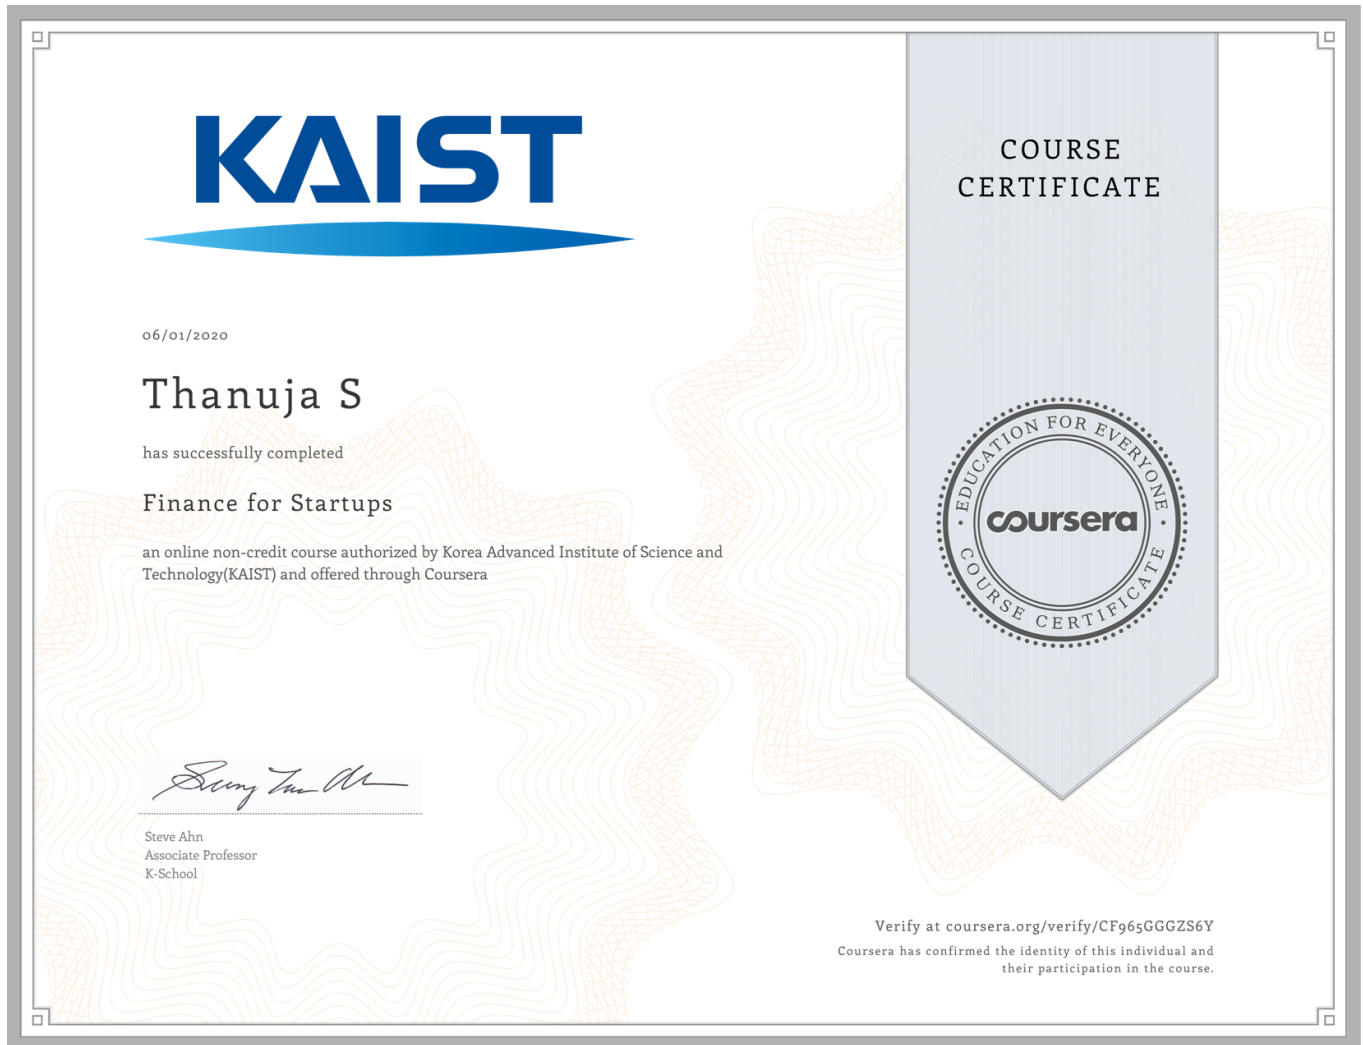 KAIST
COURSE
CERTIFICATE
06/01/2020
Thanuja S
has successfully completed
Finance for Startups
an online non-credit course authorized by Korea Advanced Institute of Science and
Technology(KAIST) and offered through Coursera
EDUCATION FOR EVERYONE
coursera
COURSE CERTIFICATE
Steve Ahn
Associate Professor
K-School
Verify at coursera.org/verify/CF965GGGZS6Y
Coursera has confirmed the identity of this individual and
their participation in the course.